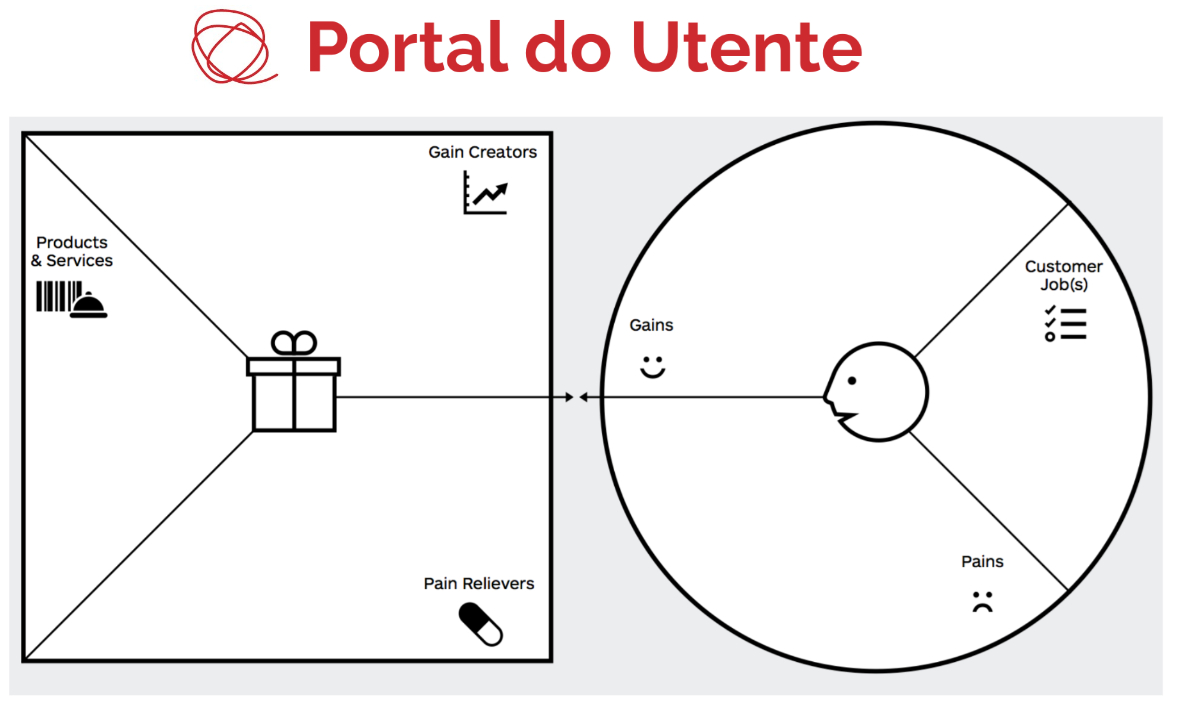 Portal do Utente
Gain Creators
Products
& Services
Pain Relievers
Gains
Customer
Job(s)
Pains